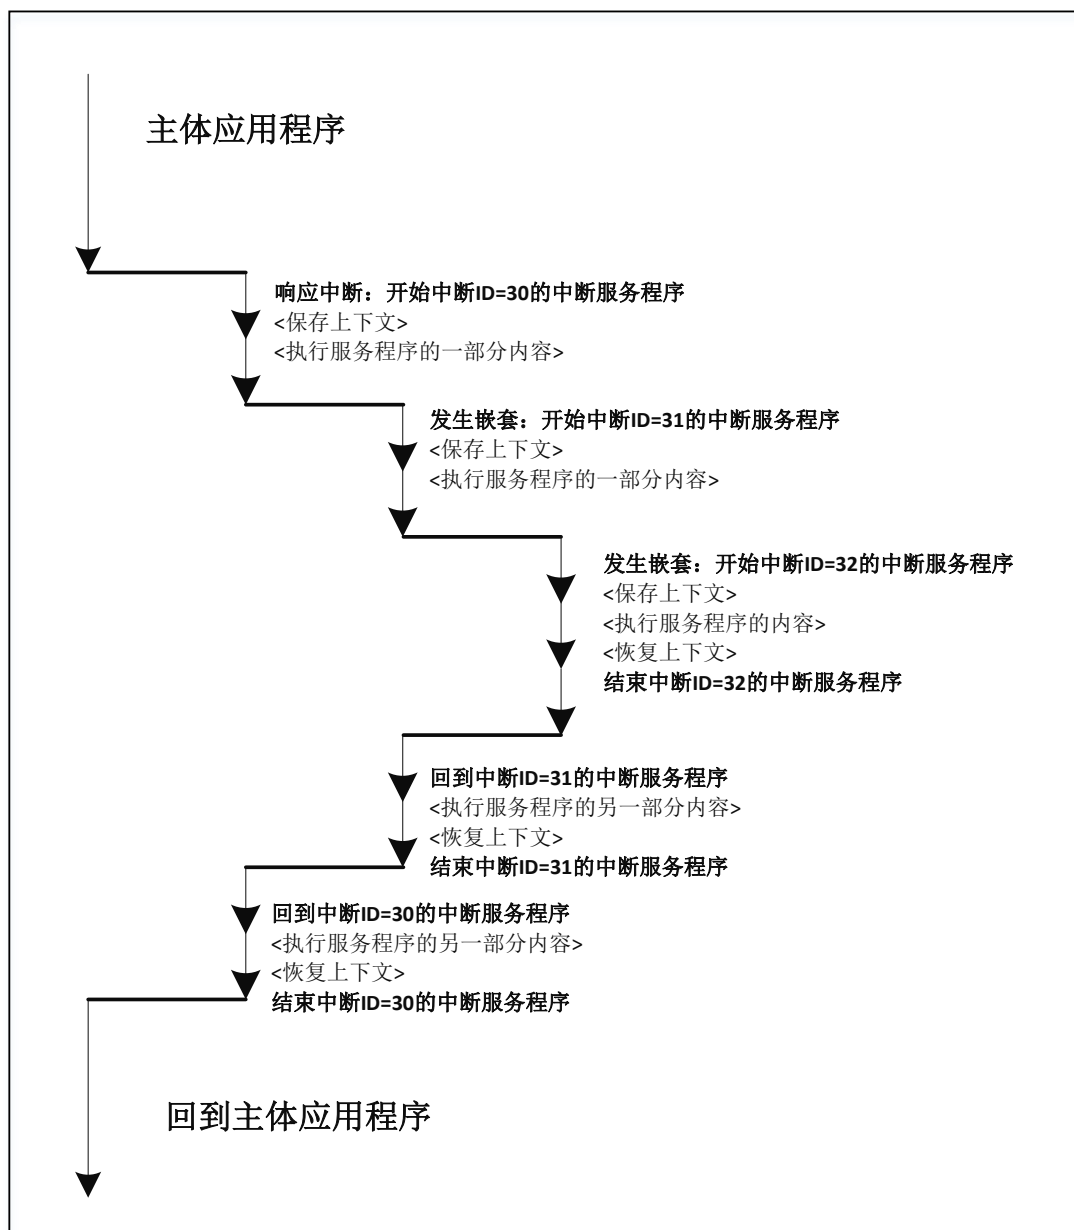 主体应用程序
响应中断：开始中断ID=30的中断服务程序
<保存上下文>
<执行服务程序的一部分内容>
发生嵌套：开始中断ID=31的中断服务程序
<保存上下文>
<执行服务程序的一部分内容>
发生嵌套：开始中断ID=32的中断服务程序
<保存上下文>
<执行服务程序的内容>
<恢复上下文>
结束中断ID=32的中断服务程序
回到中断ID=31的中断服务程序
<执行服务程序的另一部分内容>
<恢复上下文>
结束中断ID=31的中断服务程序
回到中断ID=30的中断服务程序
<执行服务程序的另一部分内容>
<恢复上下文>
结束中断ID=30的中断服务程序
回到主体应用程序